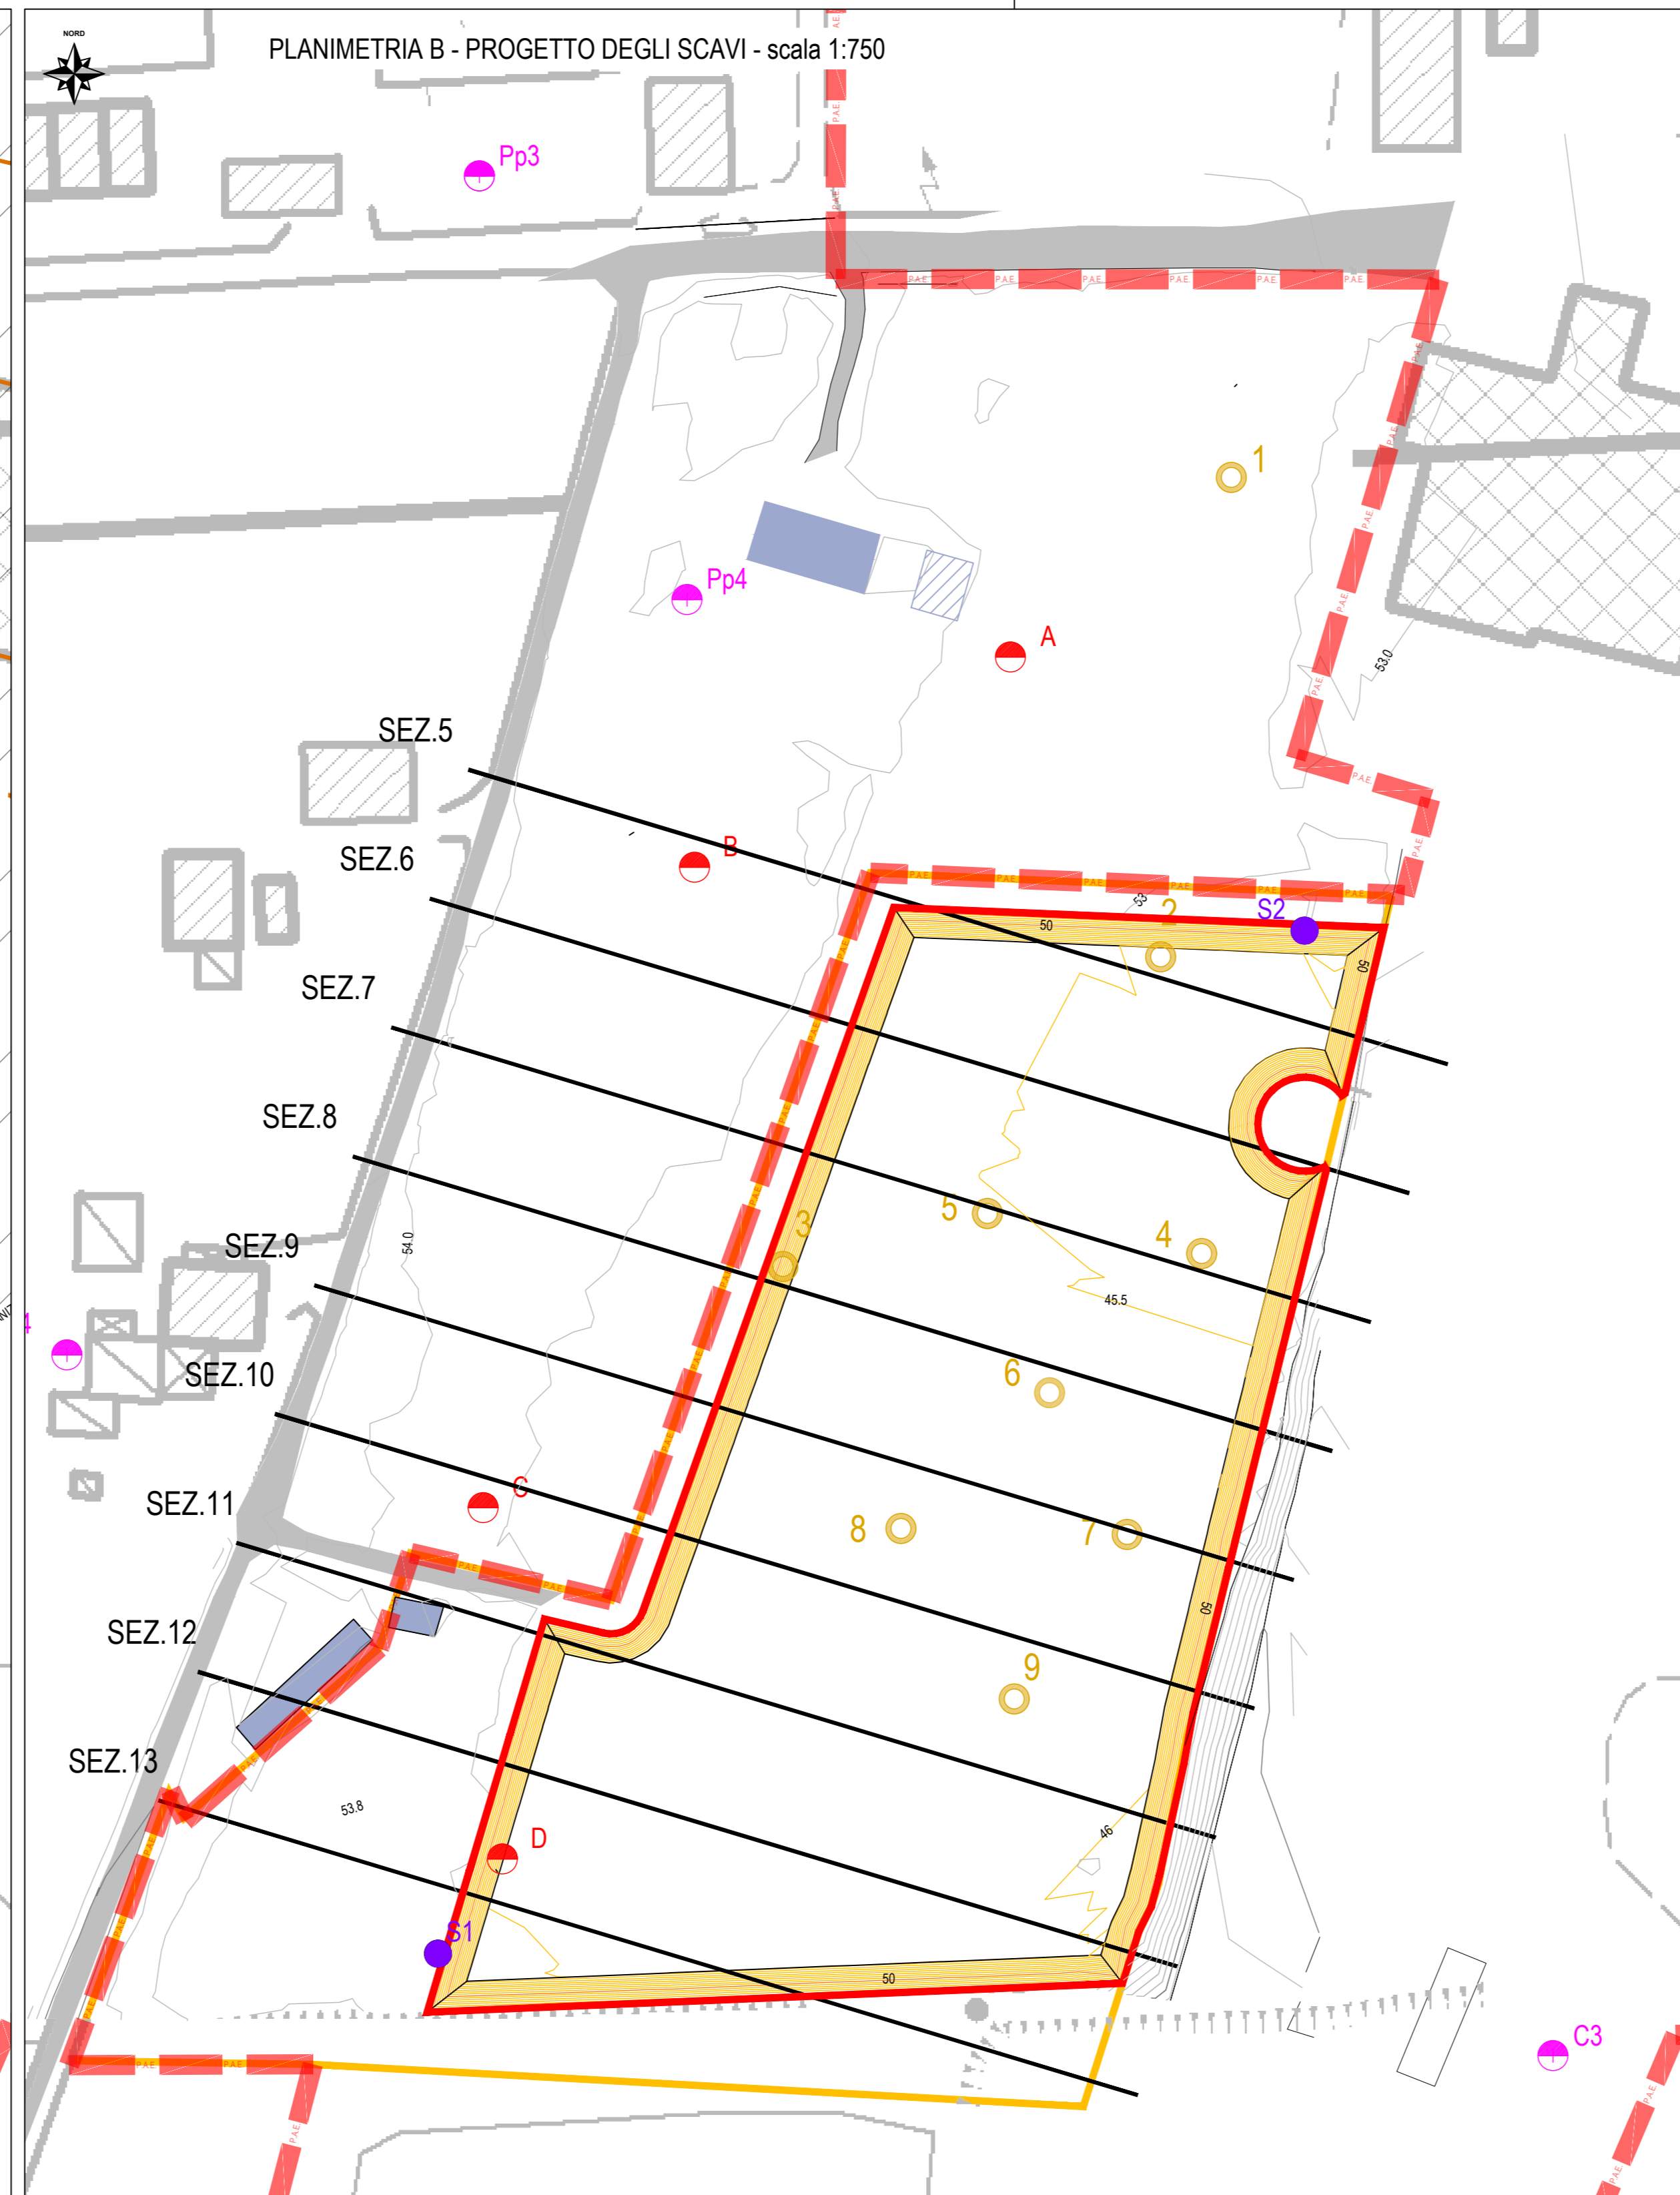 NORD
PLANIMETRIA B - PROGETTO DEGLI SCAVI - scala 1:750
P.A.E.
P.A.E.
P.A.E.
Pp3
P.A.E. P.A.E. P.A.E. P.A.E. P.A.E. P.A.E.
P.A.E.
P.A.E.
1
P.A.E.
Pp4
P.A.E.
A
53.0
P.A.E.
SEZ.5
P.A.E.
B
SEZ.6
P.A.E.
P.A.E. P.A.E. P.A.E. P.A.E. P.A.E. P.A.E.
53
2
S2
50
50
P.A.E.
SEZ.7
P.A.E.
SEZ.8
P.A.E.
5
3
4
54.0
SEZ.9
P.A.E.
45.5
4
P.A.E.
SEZ.10
6
P.A.E.
C
SEZ.11
8
7
P.A.E.
P.A.E.
P.A.E.
50
SEZ.12
P.A.E.
9
SEZ.13
P.A.E.
53.8
46
D
P.A.E.
S1
50
P.A.E.
C3
P.A.E. P.A.E.
P.A.E.
P.A.E.
P.A.E.